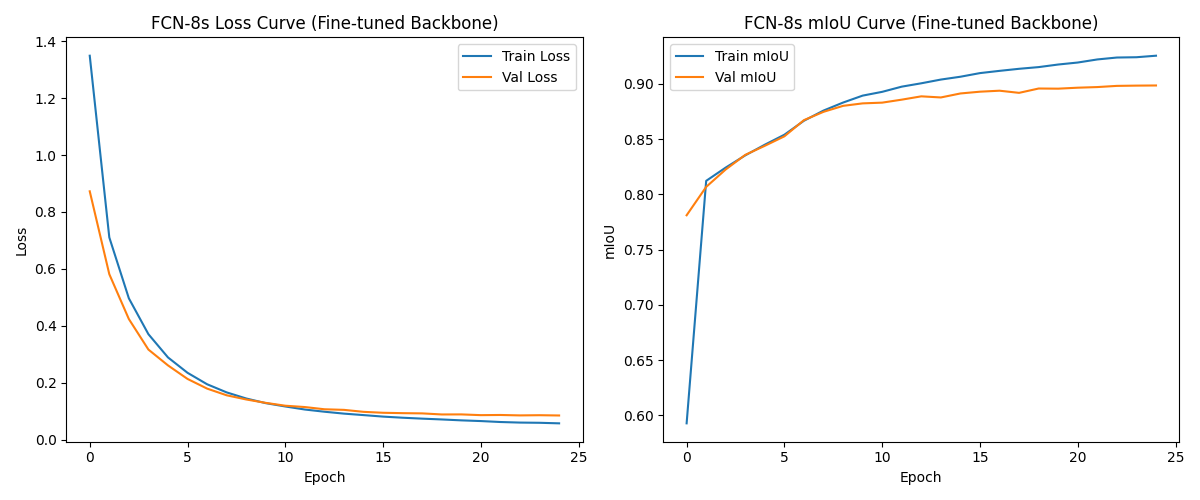 FCN-8s Loss Curve (Fine-tuned Backbone)
1.4
1.2
1.0
0.8
0.6
0.4
0.2
0.0
Loss
0
5
10
15
20
25
Epoch
Train Loss
Val Loss
FCN-8s mIoU Curve (Fine-tuned Backbone)
0.90
0.85
0.80
0.75
0.70
0.65
0.60
mIoU
0
5
10
15
20
25
Epoch
Train mIoU
Val mIoU